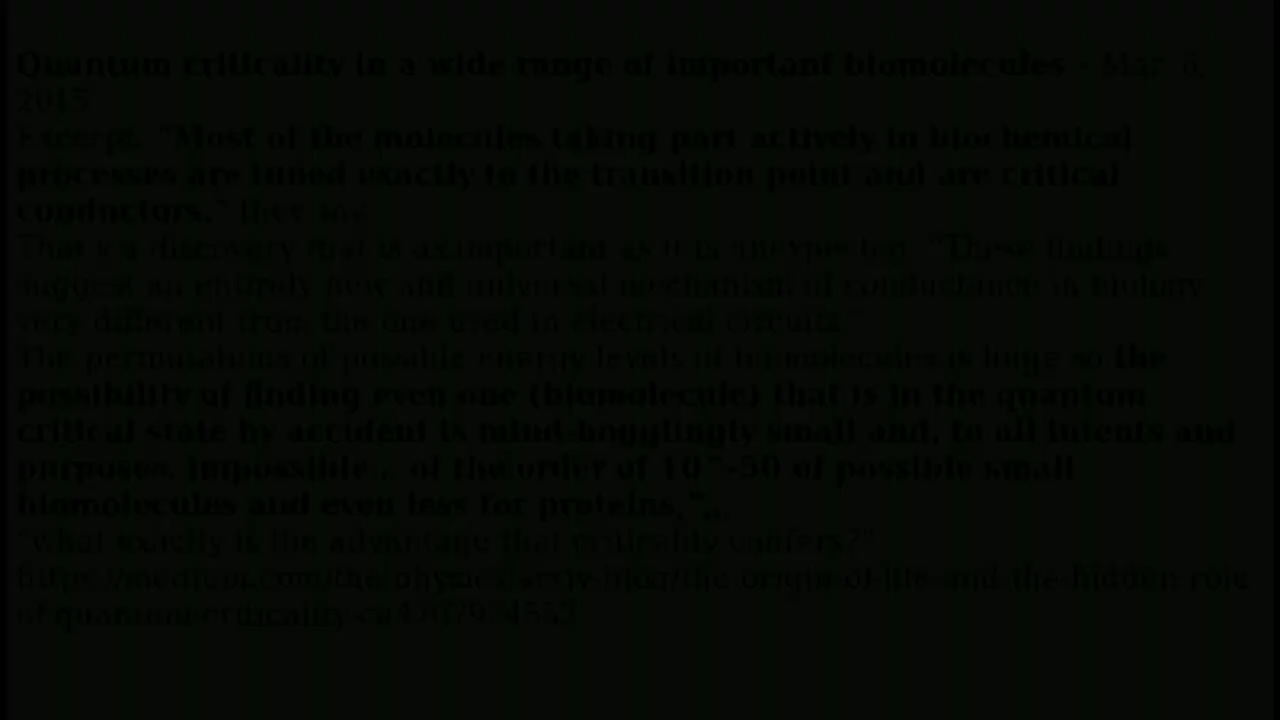 Quantum criticality in a wide range of important biomolecules - Mar. 6,
2015
Excerpt: "Most of the molecules taking part actively in biochemical
processes are tuned exactly to the transition point and are critical
conductors," they say.
That's a discovery that is as important as it is unexpected. "These findings
suggest an entirely new and universal mechanism of conductance in biology
very different from the one used in electrical circuits."
The permutations of possible energy levels of biomolecules is huge so the
possibility of finding even one (biomolecule) that is in the quantum
critical state by accident is mind-bogglingly small and, to all intents and
purposes, impossible... of the order of 10^-50 of possible small
biomolecules and even less for proteins,"...
"what exactly is the advantage that criticality confers?"
https://medium.com/the-physics-arxiv-blog/the-origin-of-life-and-the-hidden-role
of-quantum-criticality